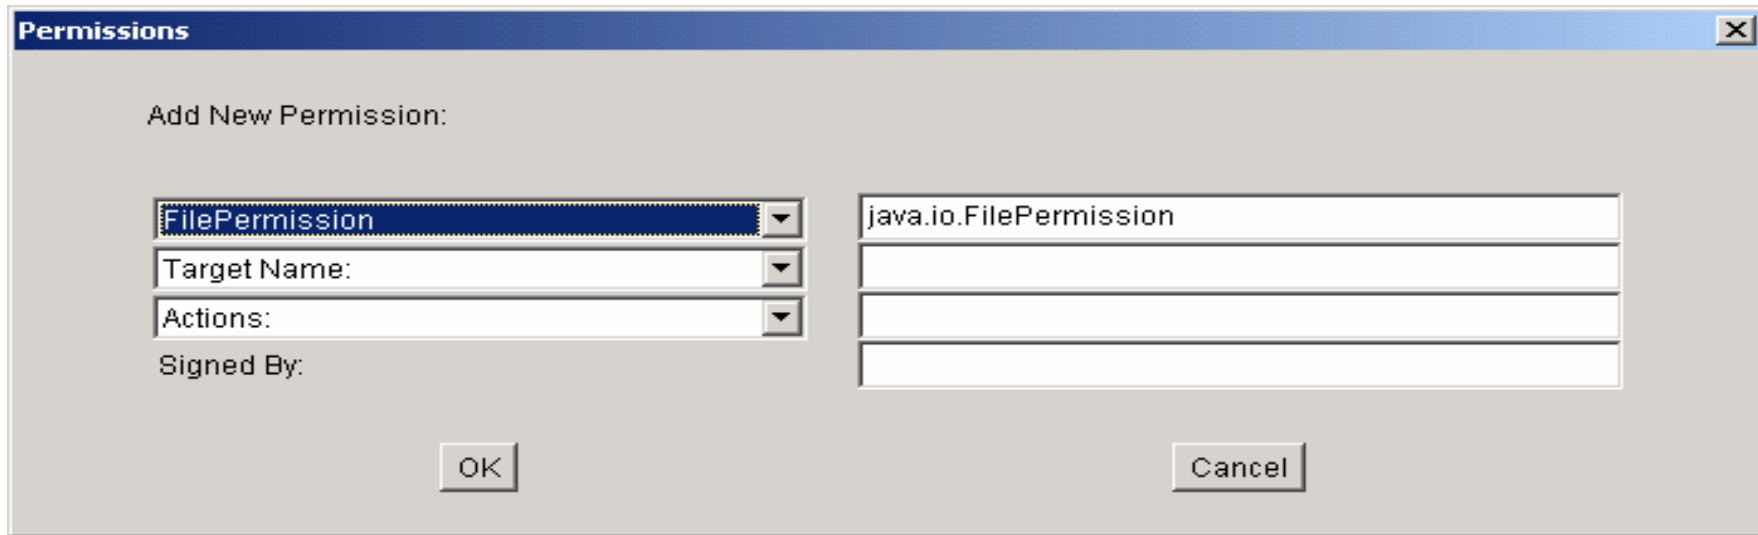 Permissions
Add New Permission:
FilePermission java.io.FilePermission
Target Name:
Actions:
Signed By:
OK Cancel